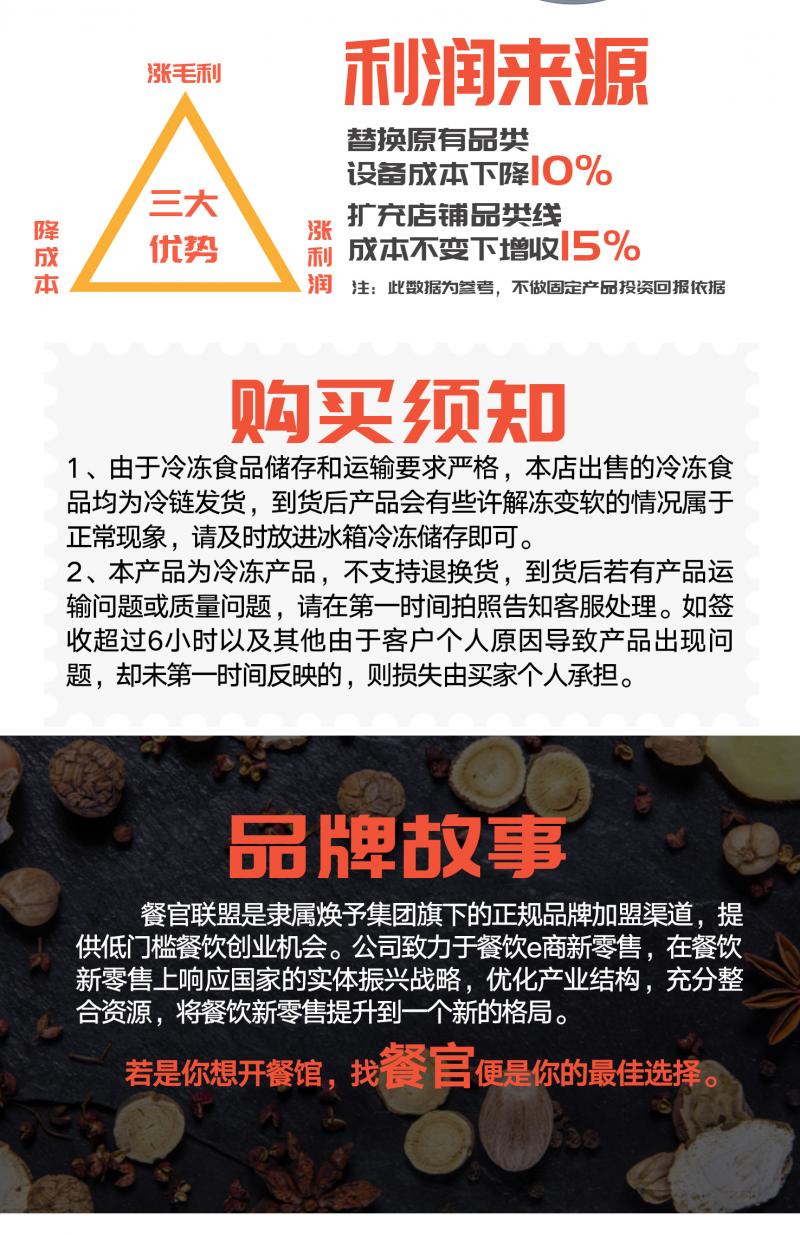 涨毛利
三大
优势
降成本
涨利润
利润来源
替换原有品类
设备成本下降10%
扩充店铺品类线
成本不变下增收15%
注：此数据为参考，不做固定产品投资回报依据
购买须知
1、由于冷冻食品储存和运输要求严格，本店出售的冷冻食
品均为冷链发货，到货后产品会有些许解冻变软的情况属于
正常现象，请及时放进冰箱冷冻储存即可。
2、本产品为冷冻产品，不支持退换货，到货后若有产品运
输问题或质量问题，请在第一时间拍照告知客服处理。如签
收超过6小时以及其他由于客户个人原因导致产品出现问
题，却未第一时间反映的，则损失由买家个人承担。
品牌故事
餐官联盟是隶属焕予集团旗下的正规品牌加盟渠道，提
供低门槛餐饮创业机会。公司致力于餐饮e商新零售，在餐饮
新零售上响应国家的实体振兴战略，优化产业结构，充分整
合资源，将餐饮新零售提升到一个新的格局。
若是你想开餐馆，找餐官便是你的最佳选择。